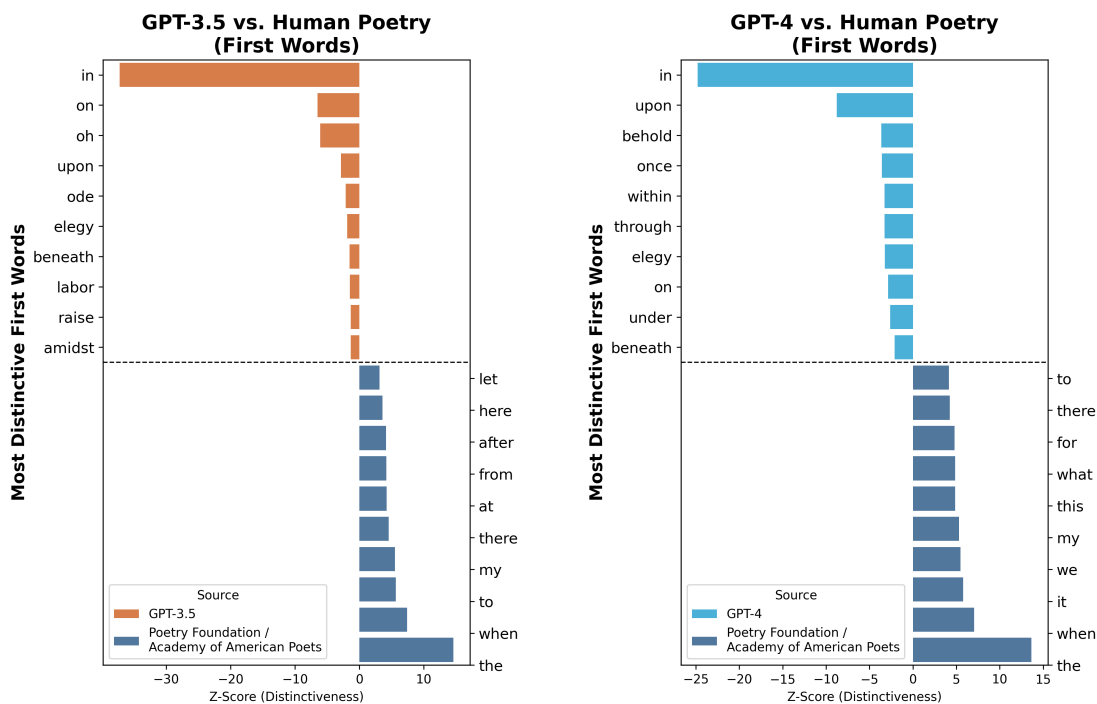 GPT-3.5 vs. Human Poetry
(First Words)
Most Distinctive First Words
in
on
oh
upon
ode
elegy
beneath
labor
raise
amidst
let
here
after
from
at
there
my
to
when
the
Source
GPT-3.5
Poetry Foundation /
Academy of American Poets
−30
−20
−10
0
10
Z-Score (Distinctiveness)
GPT-4 vs. Human Poetry
(First Words)
Most Distinctive First Words
in
upon
behold
once
within
through
elegy
on
under
beneath
to
there
for
what
this
my
we
it
when
the
Source
GPT-4
Poetry Foundation /
Academy of American Poets
−25
−20
−15
−10
−5
0
5
10
15
Z-Score (Distinctiveness)